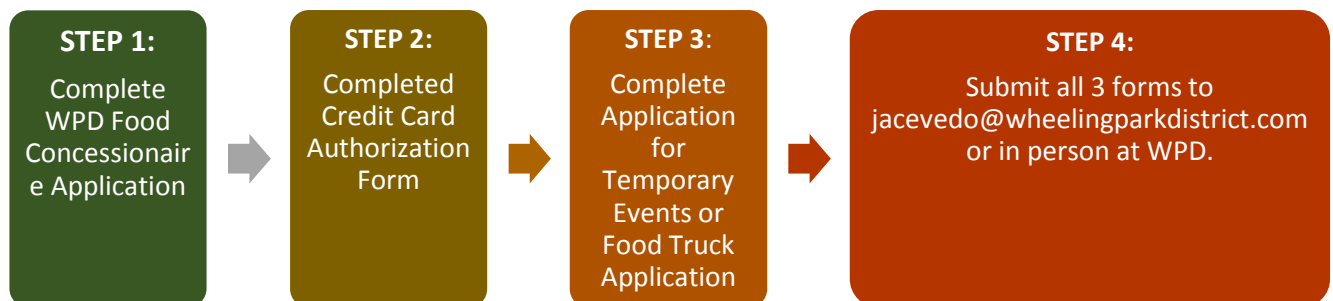 STEP 1:
Complete
WPD Food
Concessionair
e Application
STEP 2:
Completed
Credit Card
Authorization
Form
STEP 3:
Complete
Application
for
Temporary
Events or
Food Truck
Application
STEP 4:
Submit all 3 forms to
jacevedo@wheelingparkdistrict.com
or in person at WPD.